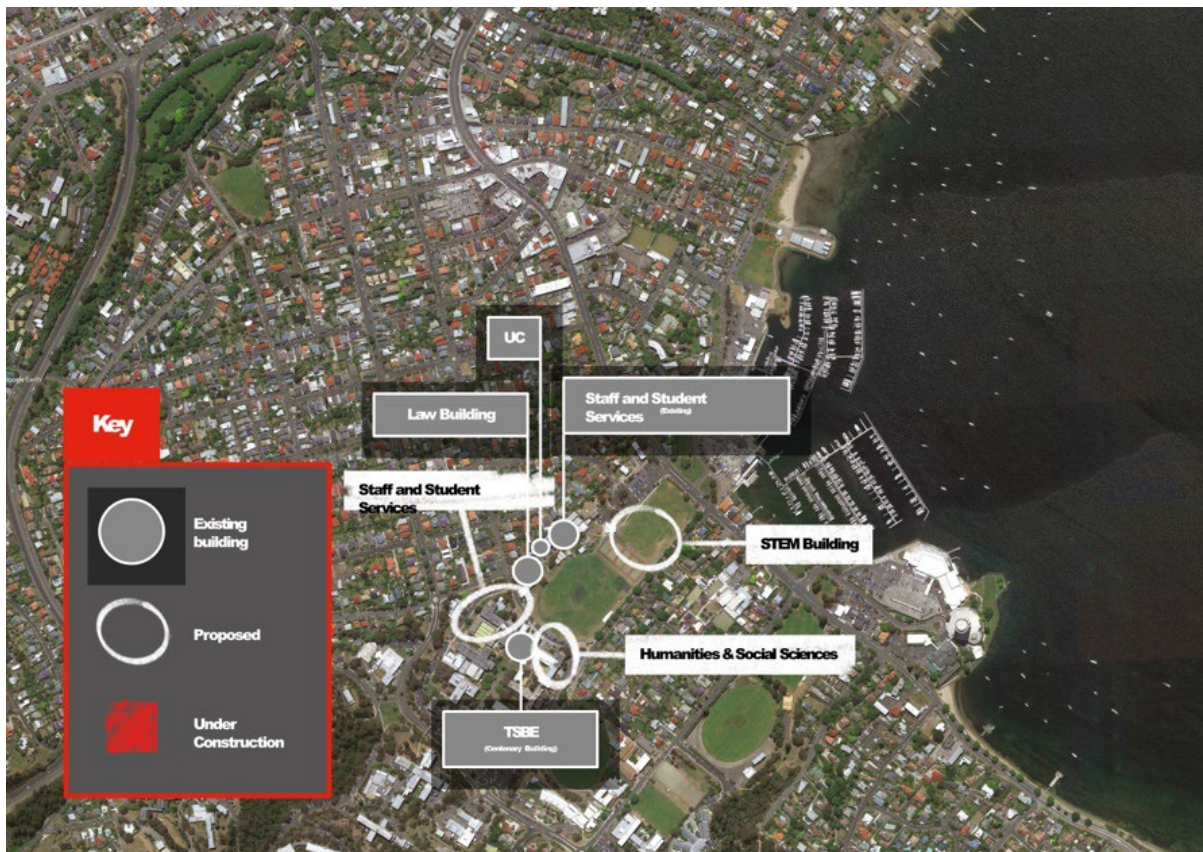 UC
Staff and Student
Services (Existing)
Law Building
Key
Staff and Student
Services
Existing
building
STEM Building
Proposed
Humanities & Social Sciences
Under
Construction
TSBE
(Centenary Building)